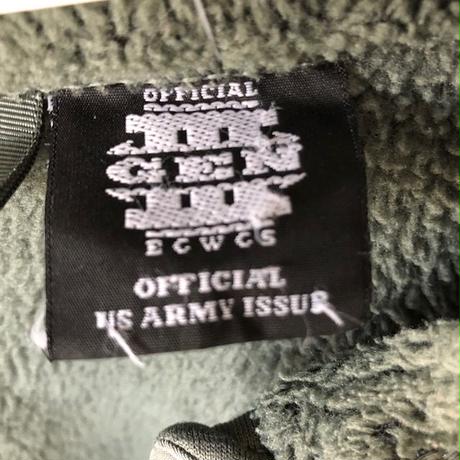 OFFICIAL
III
GEN
III
ECWCS
OFFICIAL
US ARMY ISSUE